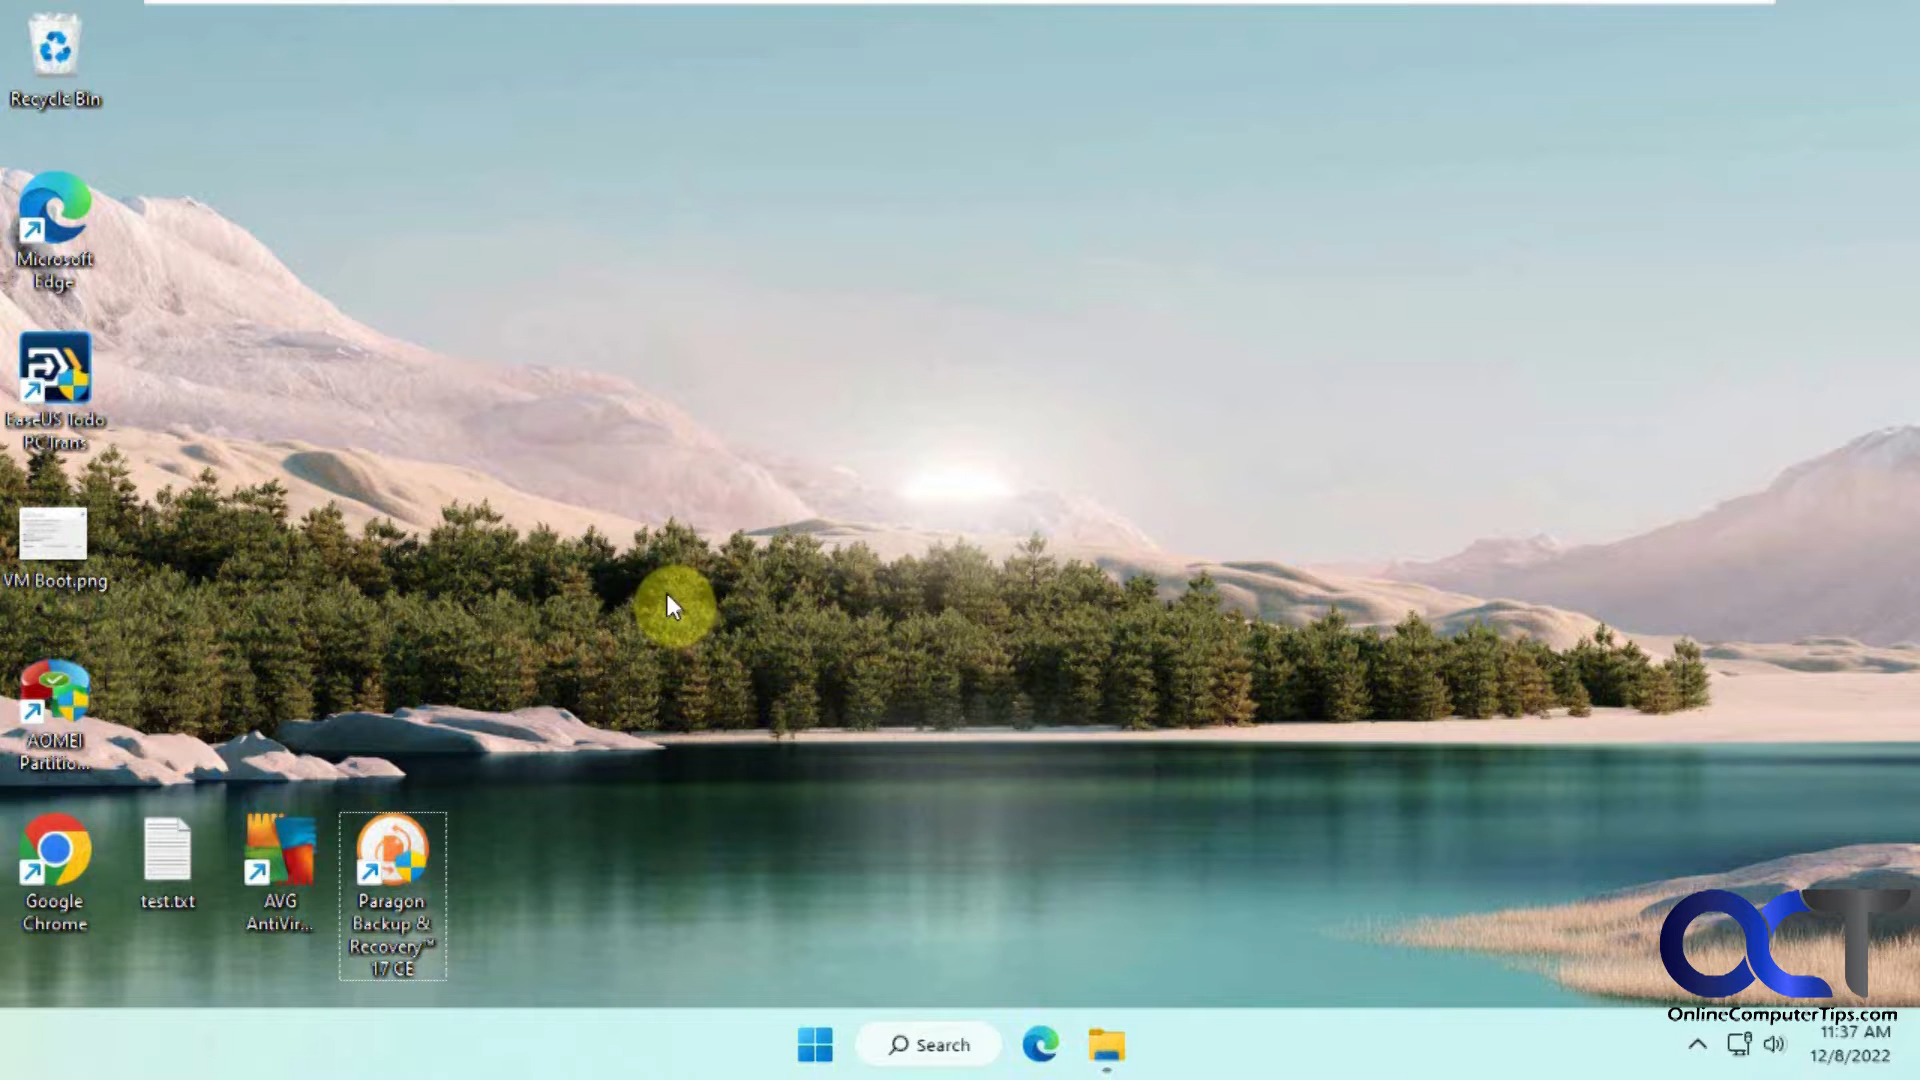 Recycle Bin
Microsoft
Edge
EaseUS Todo
PCTrans
VM Boot.png
AOMEI
Partitio...
Google
Chrome
test.txt
AVG
AntiVir...
Paragon
Backup &
Recovery™
17 CE
OCT
OnlineComputerTips.com
Search
11:37 AM
12/8/2022